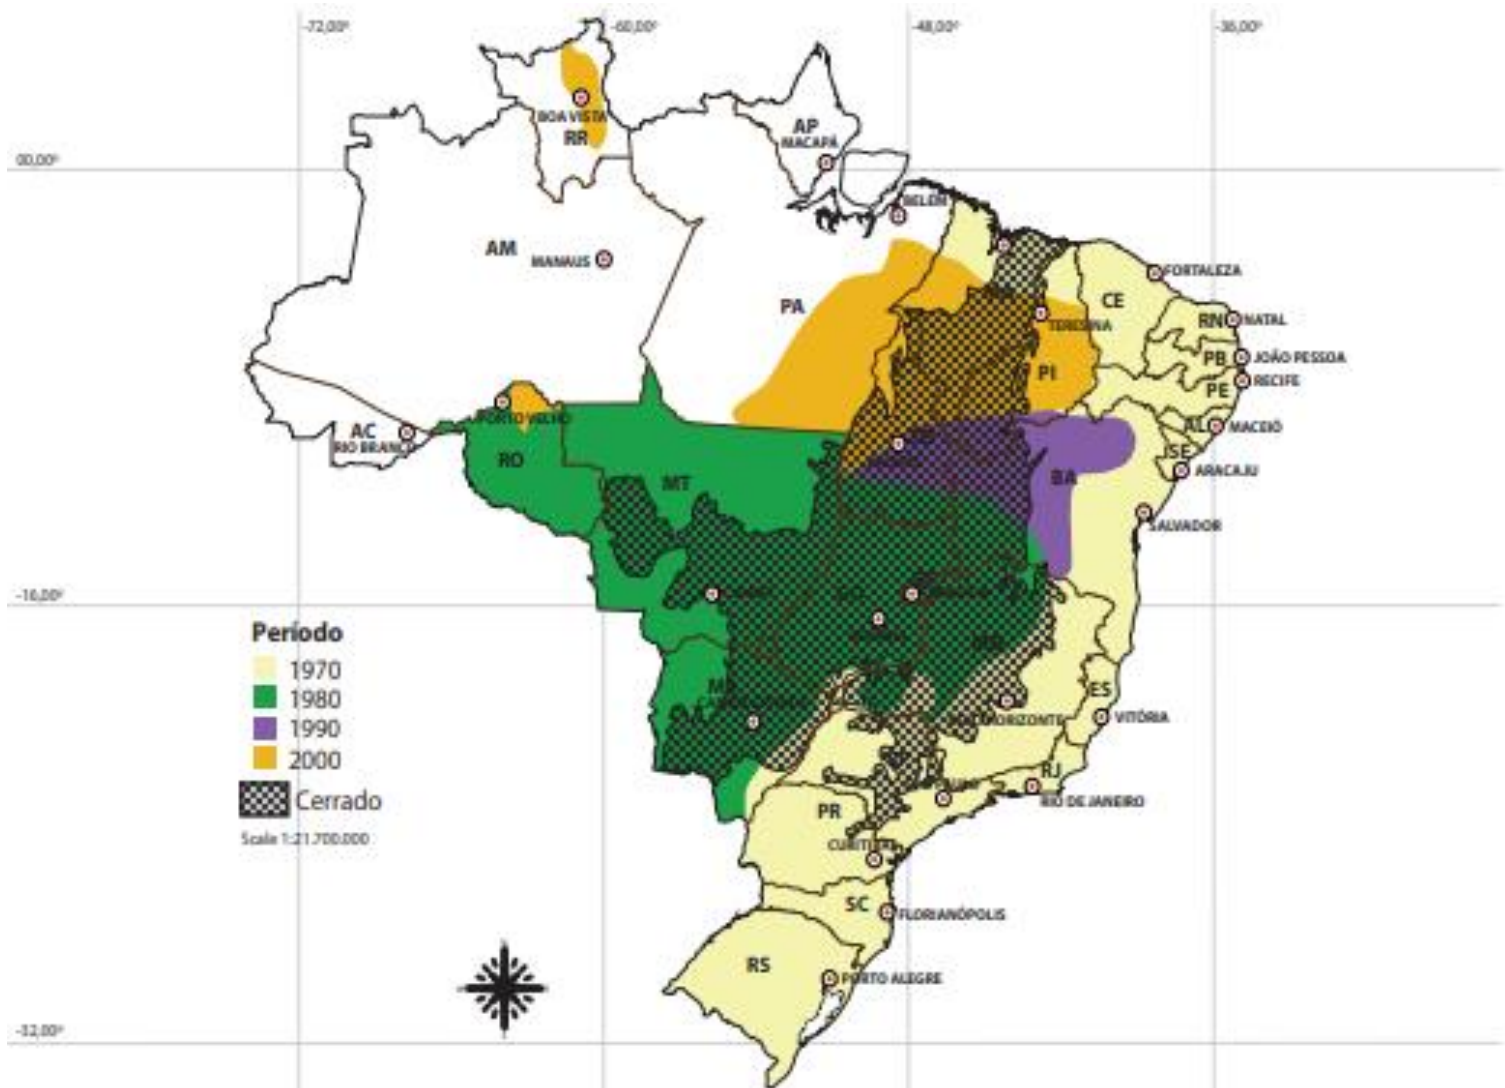 -72,00º
-60,00º
-48,00º
-36,00º
BOA VISTA
RR
AP
MACAPÁ
00,00º
BELÉM
AM
MANAUS
FORTALEZA
CE
PA
RN
NATAL
TERESINA
PB
JOÃO PESSOA
PI
RECIFE
PE
PORTO VELHO
AL
MACEIÓ
AC
RIO BRANCO
SE
RO
ARACAJU
BA
MT
SALVADOR
-16,00º
Período
1970
1980
1990
2000
Cerrado
Scale 1:21.700.000
ES
VITÓRIA
RJ
RIO DE JANEIRO
PR
CURITIBA
SC
FLORIANÓPOLIS
RS
PORTO ALEGRE
-32,00º